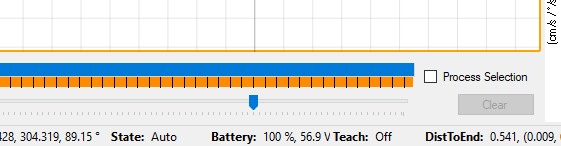 (cm/s / °/s
Process Selection
Clear
428, 304.319, 89.15 ° State: Auto Battery: 100 %, 56.9 V Teach: Off DistToEnd: 0.541, (0.009,